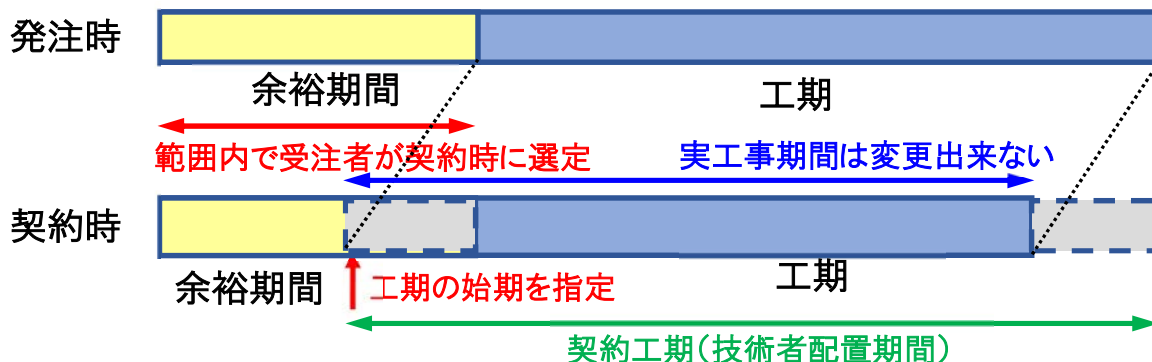 発注時
余裕期間
工期
範囲内で受注者が契約時に選定
実工事期間は変更出来ない
契約時
余裕期間
工期の始期を指定
工期
契約工期(技術者配置期間)